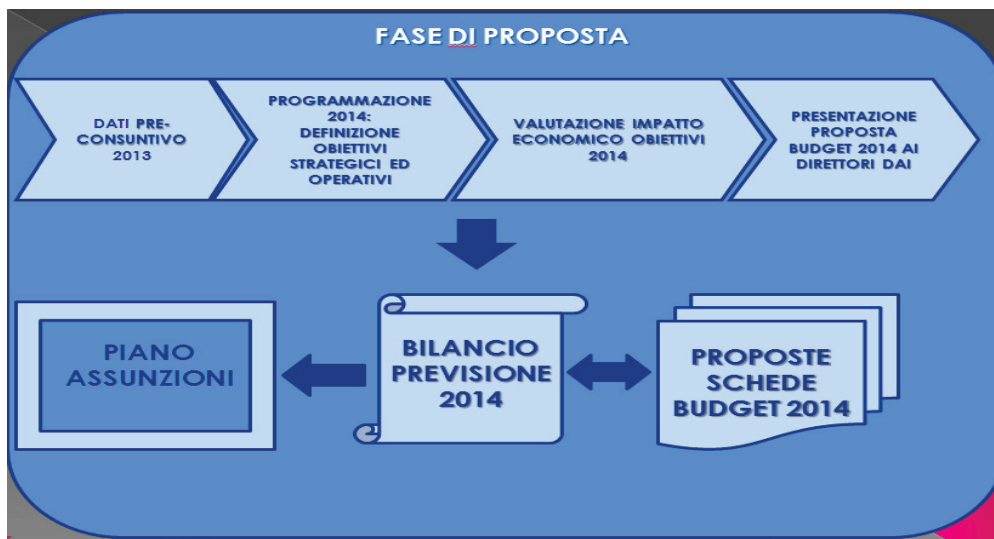 FASE DI PROPOSTA
DATI PRE-
CONSUNTIVO
2013
PROGRAMMAZIONE
2014:
DEFINIZIONE
OBIETTIVI
STRATEGICI ED
OPERATIVI
VALUTAZIONE IMPATTO
ECONOMICO OBIETTIVI
2014
PRESENTAZIONE
PROPOSTA
BUDGET 2014 AI
DIRETTORI DAI
PIANO
ASSUNZIONI
BILANCIO
PREVISIONE
2014
PROPOSTE
SCHEDE
BUDGET 2014